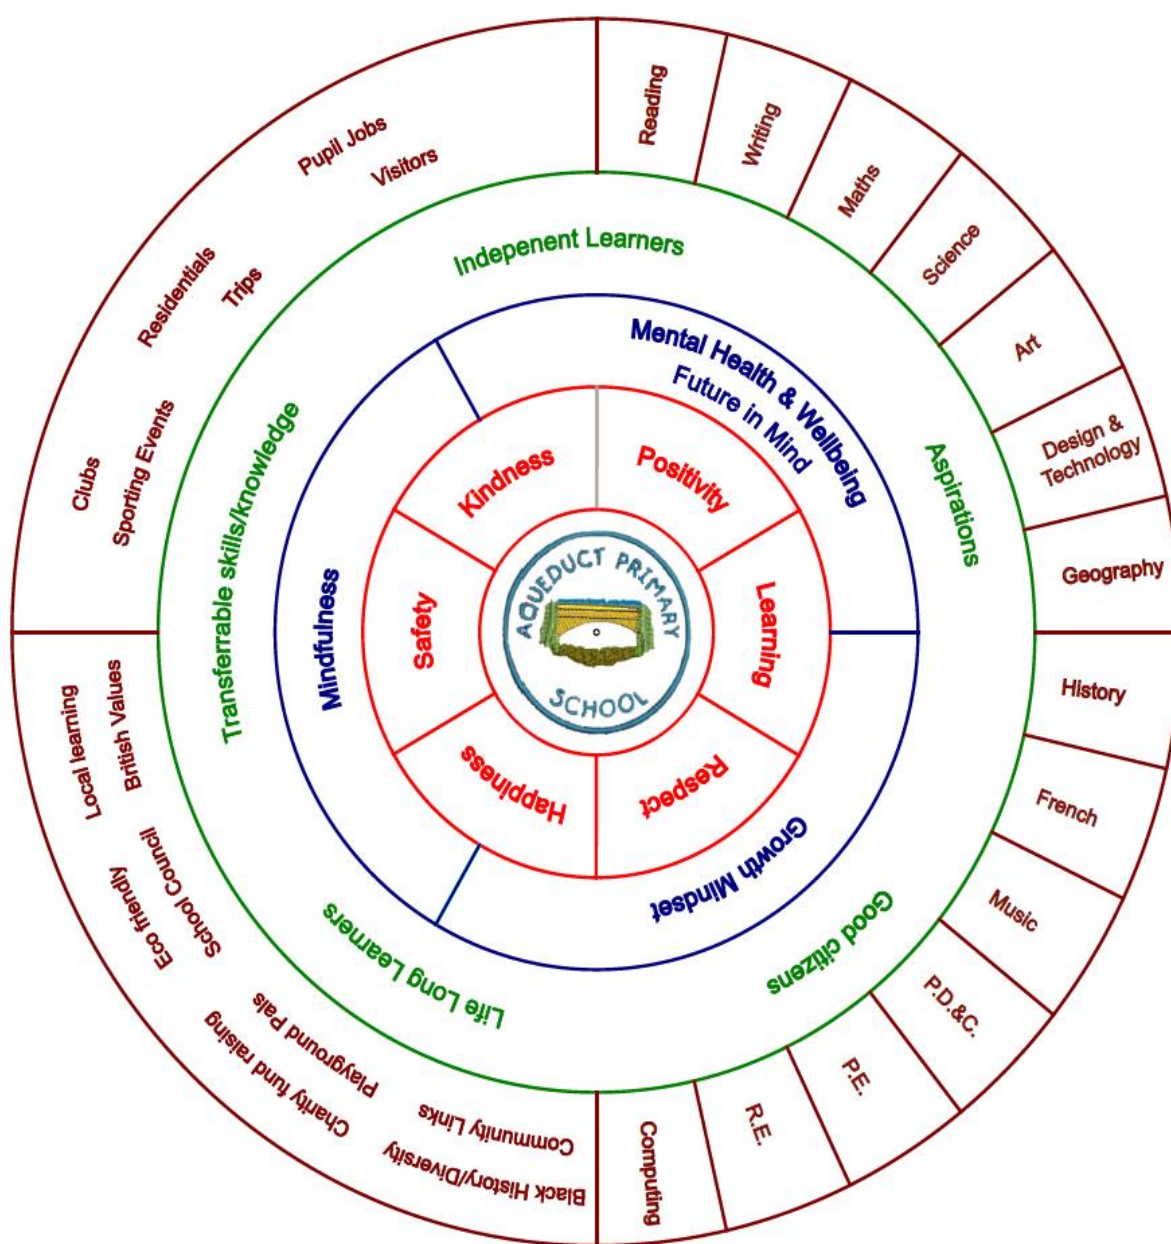 AQUEDUCT PRIMARY
SCHOOL
Kindness
Positivity
Learning
Respect
Happiness
Safety
Mental Health & Wellbeing
Future in Mind
Growth Mindset
Mindfulness
Indepenent Learners
Aspirations
Good citizens
Life Long Learners
Transferrable skills/knowledge
Reading
Writing
Maths
Science
Art
Design &
Technology
Geography
History
French
Music
P.D.&C.
P.E.
R.E.
Computing
Community Links
Black History/Diversity
Playground Pals
Charity fund raising
School Council
Eco friendly
British Values
Local learning
Clubs
Sporting Events
Residentials
Trips
Pupil Jobs
Visitors